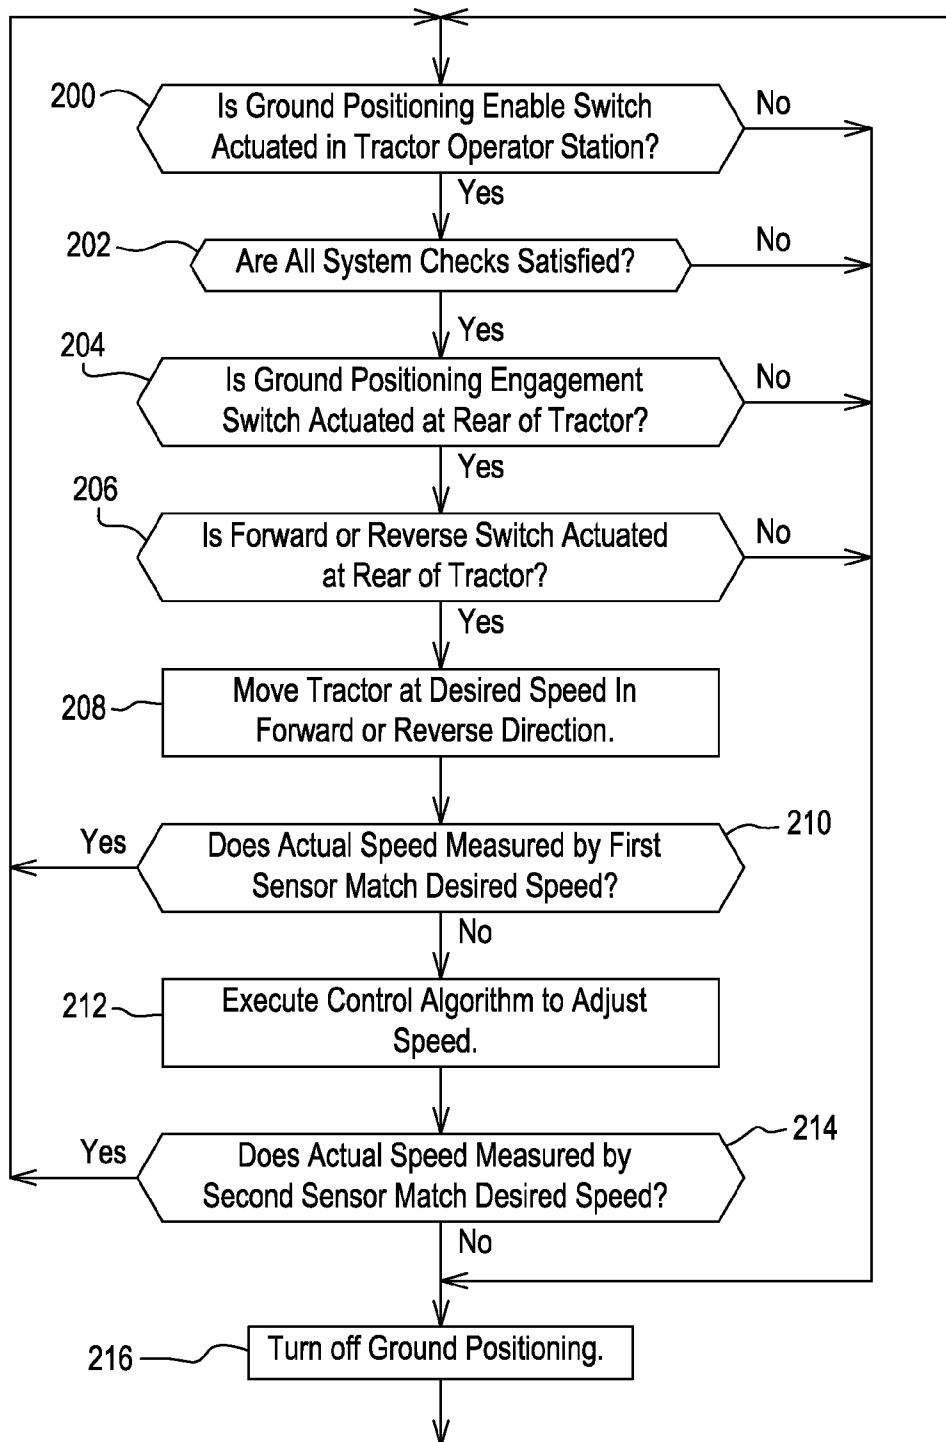 200
Is Ground Positioning Enable Switch
Actuated in Tractor Operator Station?
No
Yes
202
Are All System Checks Satisfied?
No
Yes
204
Is Ground Positioning Engagement
Switch Actuated at Rear of Tractor?
No
Yes
206
Is Forward or Reverse Switch Actuated
at Rear of Tractor?
No
Yes
208
Move Tractor at Desired Speed In
Forward or Reverse Direction.
210
Yes
Does Actual Speed Measured by First
Sensor Match Desired Speed?
No
212
Execute Control Algorithm to Adjust
Speed.
214
Yes
Does Actual Speed Measured by
Second Sensor Match Desired Speed?
No
216
Turn off Ground Positioning.